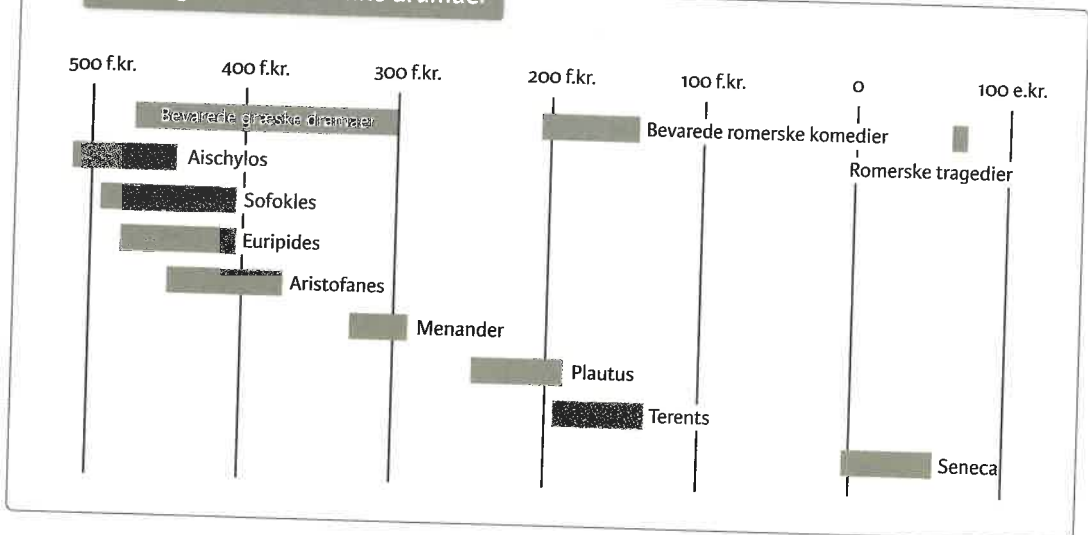 dramaer
500 f.kr. 400 f.kr. 300 f.kr. 200 f.kr. 100 f.kr. 0 100 e.kr.
Bevarede græske dramaer
Bevarede romerske komedier
Romerske tragedier
Aischylos
Sofokles
Euripides
Aristofanes
Menander
Plautus
Terents
Seneca